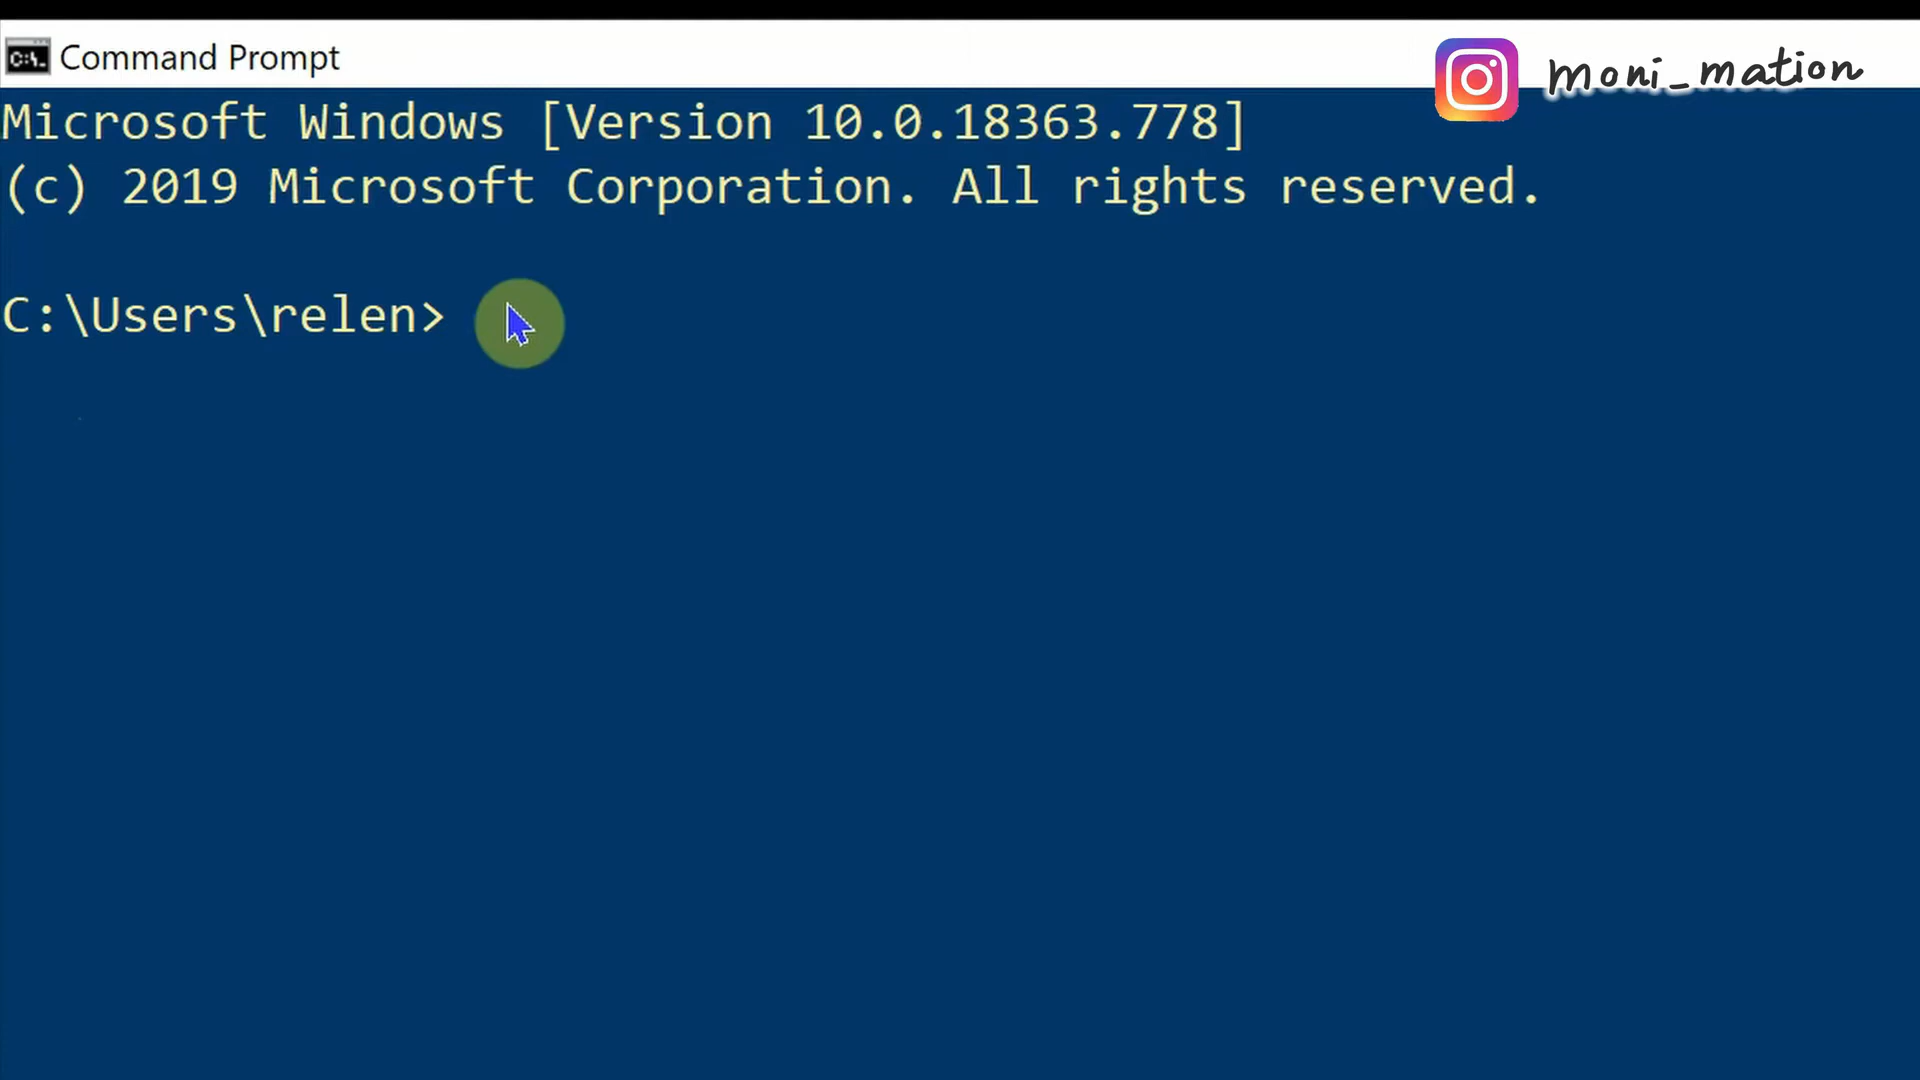 Command Prompt
moni_mation
Microsoft Windows [Version 10.0.18363.778]
(c) 2019 Microsoft Corporation. All rights reserved.
C:\Users\relen>